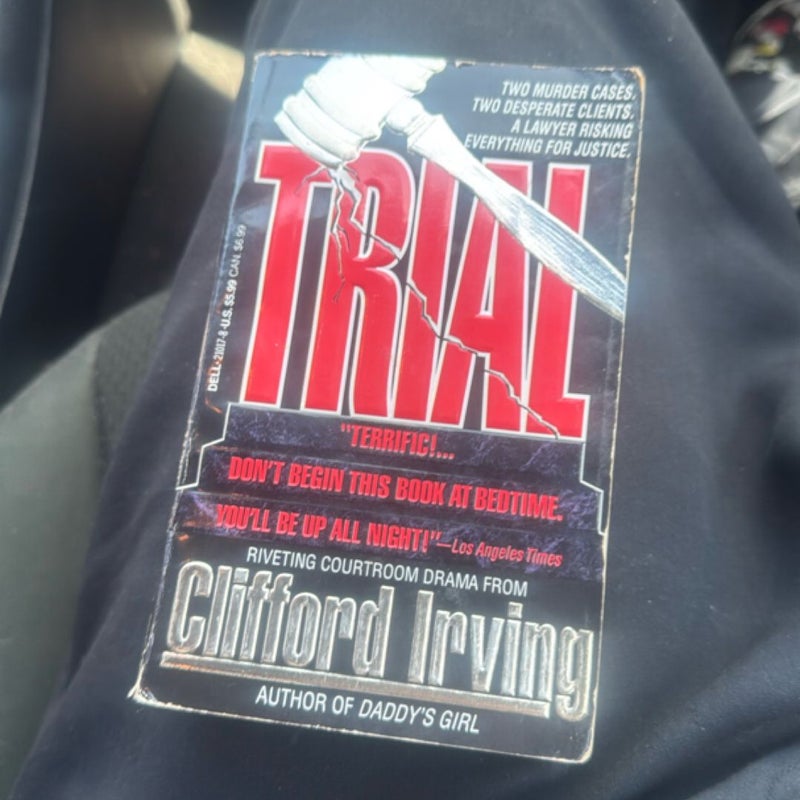 TWO MURDER CASES.
TWO DESPERATE CLIENTS.
A LAWYER RISKING
EVERYTHING FOR JUSTICE.
TRIAL
DELL•21017-8•U.S. $5.99 CAN. $6.99
"TERRIFIC!...
DON'T BEGIN THIS BOOK AT BEDTIME.
YOU'LL BE UP ALL NIGHT!"—Los Angeles Times
RIVETING COURTROOM DRAMA FROM
Clifford Irving
AUTHOR OF DADDY'S GIRL